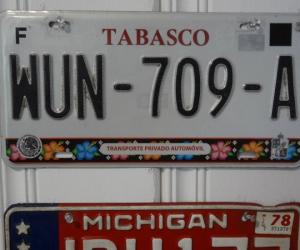 F
TABASCO
WUN-709-A
TRANSPORTE PRIVADO AUTOMÓVIL
MICHIGAN
78